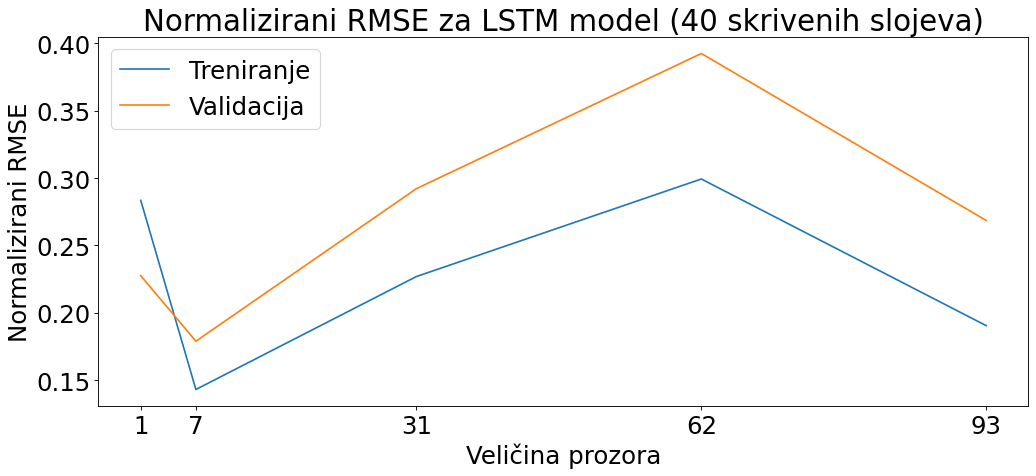 Normalizirani RMSE za LSTM model (40 skrivenih slojeva)
Treniranje
Validacija
Normalizirani RMSE
0.40
0.35
0.30
0.25
0.20
0.15
1 7 31 62 93
Veličina prozora